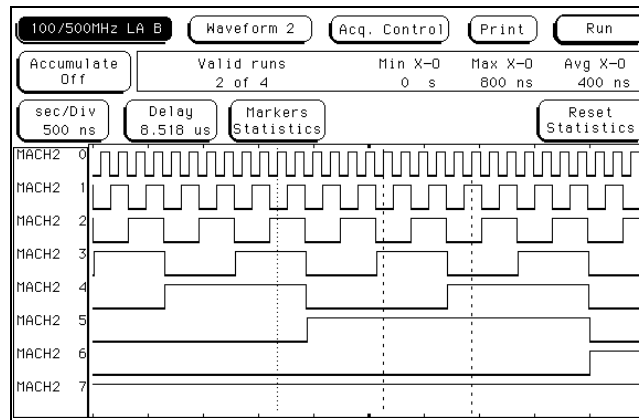 100/500MHz LA B Waveform 2 Acq. Control Print Run
Accumulate Off Valid runs 2 of 4 Min X-O 0 s Max X-O 800 ns Avg X-O 400 ns
sec/Div 500 ns Delay 8.518 us Markers Statistics Reset Statistics
MACH2 0
MACH2 1
MACH2 2
MACH2 3
MACH2 4
MACH2 5
MACH2 6
MACH2 7